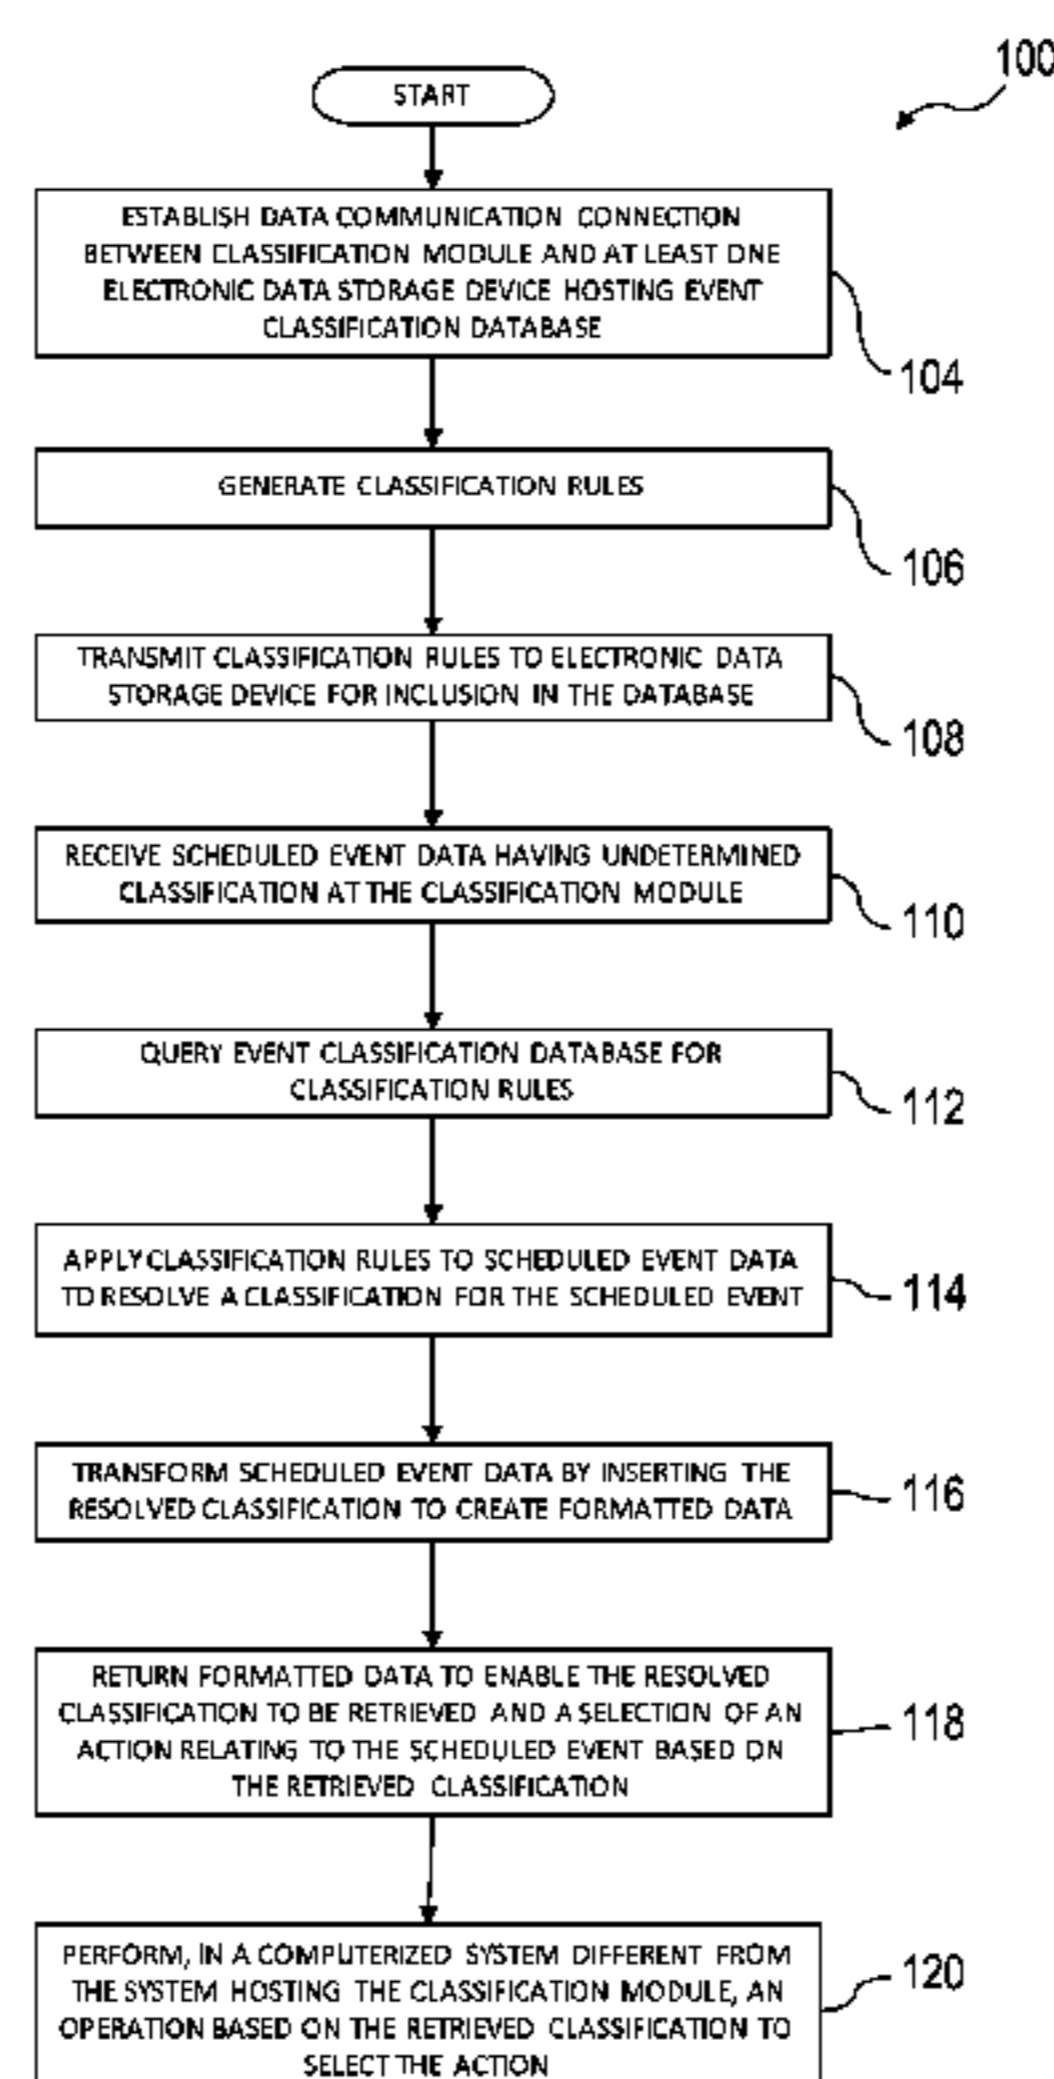 100
START
ESTABLISH DATA COMMUNICATION CONNECTION
BETWEEN CLASSIFICATION MODULE AND AT LEAST ONE
ELECTRONIC DATA STORAGE DEVICE HOSTING EVENT
CLASSIFICATION DATABASE
104
GENERATE CLASSIFICATION RULES
106
TRANSMIT CLASSIFICATION RULES TO ELECTRONIC DATA
STORAGE DEVICE FOR INCLUSION IN THE DATABASE
108
RECEIVE SCHEDULED EVENT DATA HAVING UNDETERMINED
CLASSIFICATION AT THE CLASSIFICATION MODULE
110
QUERY EVENT CLASSIFICATION DATABASE FOR
CLASSIFICATION RULES
112
APPLY CLASSIFICATION RULES TO SCHEDULED EVENT DATA
TO RESOLVE A CLASSIFICATION FOR THE SCHEDULED EVENT
114
TRANSFORM SCHEDULED EVENT DATA BY INSERTING THE
RESOLVED CLASSIFICATION TO CREATE FORMATTED DATA
116
RETURN FORMATTED DATA TO ENABLE THE RESOLVED
CLASSIFICATION TO BE RETRIEVED AND A SELECTION OF AN
ACTION RELATING TO THE SCHEDULED EVENT BASED ON
THE RETRIEVED CLASSIFICATION
118
PERFORM, IN A COMPUTERIZED SYSTEM DIFFERENT FROM
THE SYSTEM HOSTING THE CLASSIFICATION MODULE, AN
OPERATION BASED ON THE RETRIEVED CLASSIFICATION TO
SELECT THE ACTION
120